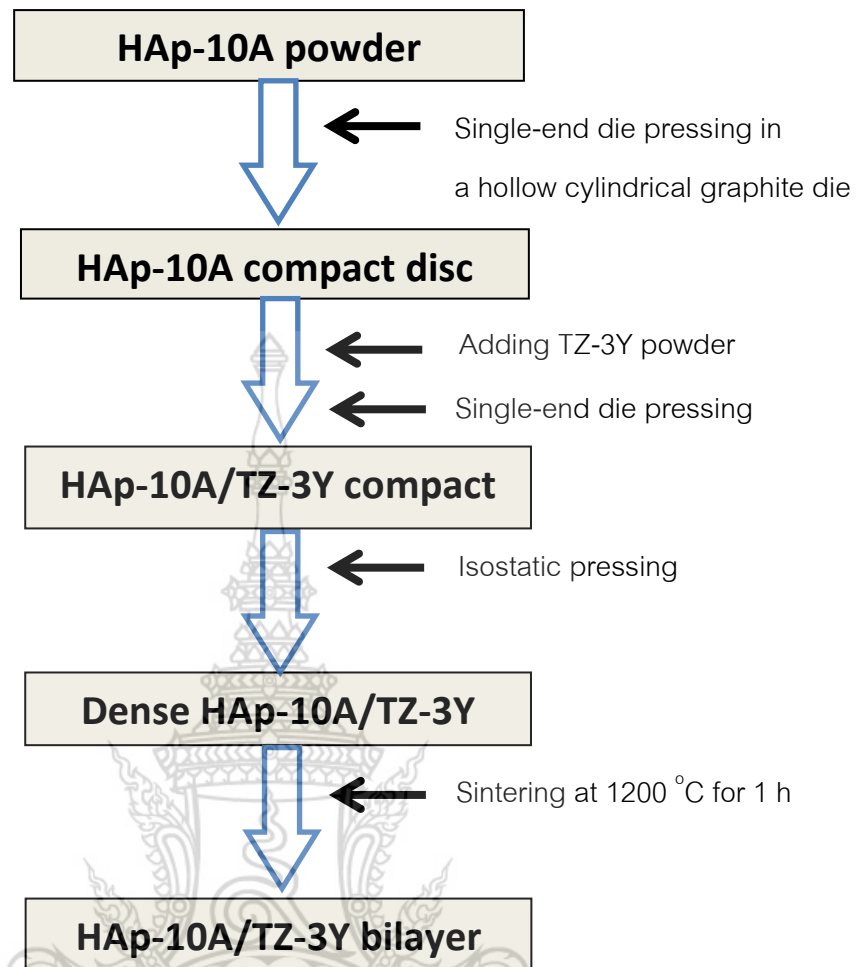 HAp-10A powder
Single-end die pressing in
a hollow cylindrical graphite die
HAp-10A compact disc
Adding TZ-3Y powder
Single-end die pressing
HAp-10A/TZ-3Y compact
Isostatic pressing
Dense HAp-10A/TZ-3Y
Sintering at 1200 °C for 1 h
HAp-10A/TZ-3Y bilayer